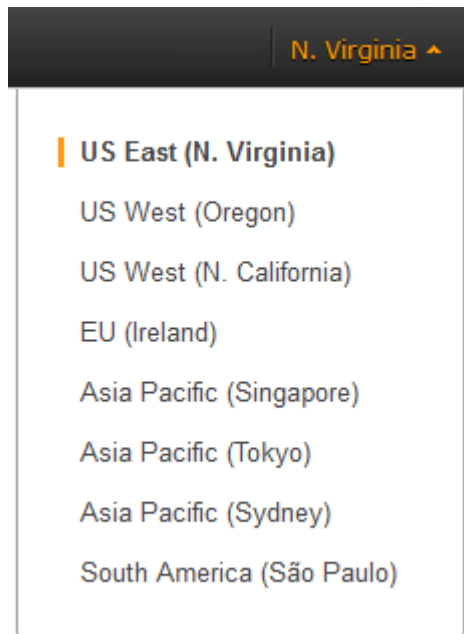 N. Virginia
US East (N. Virginia)
US West (Oregon)
US West (N. California)
EU (Ireland)
Asia Pacific (Singapore)
Asia Pacific (Tokyo)
Asia Pacific (Sydney)
South America (São Paulo)